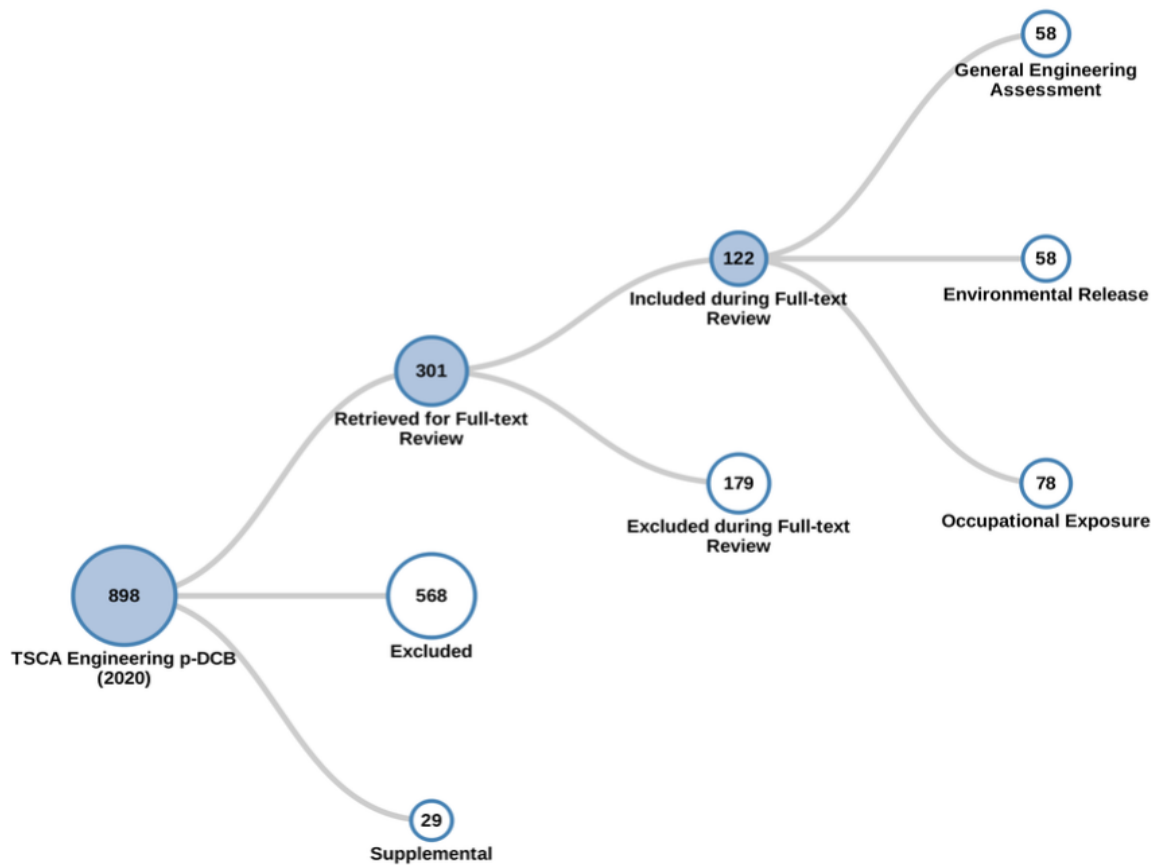 58
General Engineering
Assessment
122
Included during Full-text
Review
58
Environmental Release
301
Retrieved for Full-text
Review
179
Excluded during Full-text
Review
78
Occupational Exposure
898
TSCA Engineering p-DCB
(2020)
568
Excluded
29
Supplemental